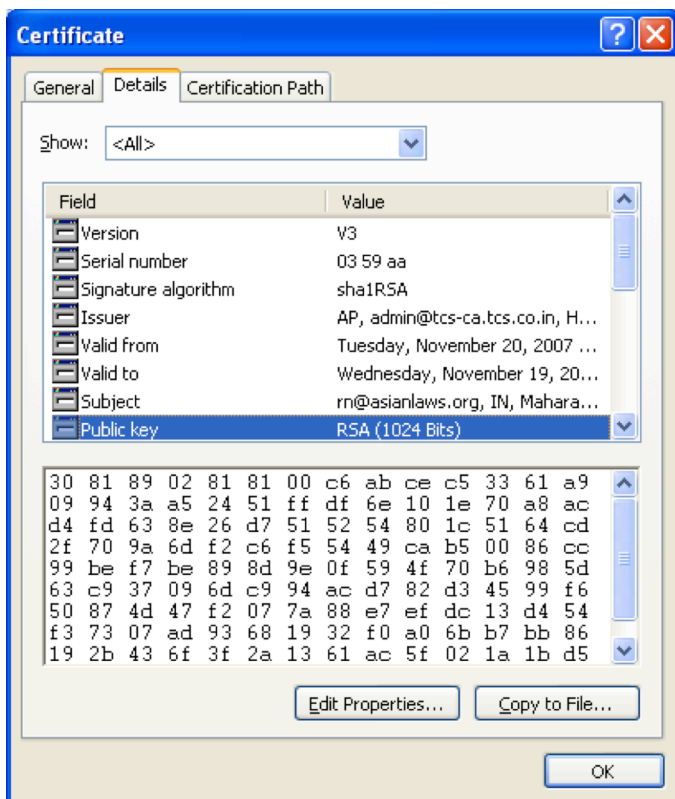 Certificate
General Details Certification Path
Show: <All>
Field Value
Version V3
Serial number 03 59 aa
Signature algorithm sha1RSA
Issuer AP, admin@tcs-ca.tcs.co.in, H...
Valid from Tuesday, November 20, 2007 ...
Valid to Wednesday, November 19, 20...
Subject rn@asianlaws.org, IN, Mahara...
Public key RSA (1024 Bits)
30 81 89 02 81 81 00 c6 ab ce c5 33 61 a9
09 94 3a a5 24 51 ff df 6e 10 1e 70 a8 ac
d4 fd 63 8e 26 d7 51 52 54 80 1c 51 64 cd
2f 70 9a 6d f2 c6 f5 54 49 ca b5 00 86 cc
99 be f7 be 89 8d 9e 0f 59 4f 70 b6 98 5d
63 c9 37 09 6d c9 94 ac d7 82 d3 45 99 f6
50 87 4d 47 f2 07 7a 88 e7 ef dc 13 d4 54
f3 73 07 ad 93 68 19 32 f0 a0 6b b7 bb 86
19 2b 43 6f 3f 2a 13 61 ac 5f 02 1a 1b d5
Edit Properties... Copy to File...
OK